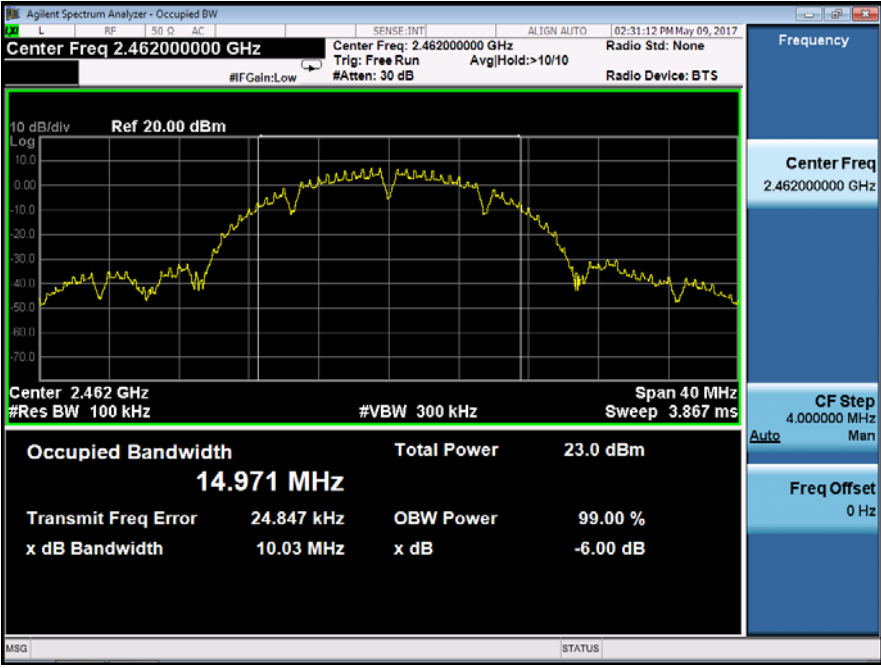 Agilent Spectrum Analyzer - Occupied BW
LXI L RF 50 Ω AC SENSE:INT ALIGN AUTO 02:31:12 PM May 09, 2017
Center Freq 2.462000000 GHz
Center Freq: 2.462000000 GHz
Radio Std: None
Trig: Free Run Avg|Hold:>10/10
#IFGain:Low
#Atten: 30 dB
Radio Device: BTS
10 dB/div Ref 20.00 dBm
Log
10.0
0.00
-10.0
-20.0
-30.0
-40.0
-50.0
-60.0
-70.0
Center 2.462 GHz Span 40 MHz
#Res BW 100 kHz #VBW 300 kHz Sweep 3.867 ms
Occupied Bandwidth Total Power 23.0 dBm
14.971 MHz
Transmit Freq Error 24.847 kHz OBW Power 99.00 %
x dB Bandwidth 10.03 MHz x dB -6.00 dB
MSG STATUS
Frequency
Center Freq
2.462000000 GHz
CF Step
4.000000 MHz
Auto Man
Freq Offset
0 Hz